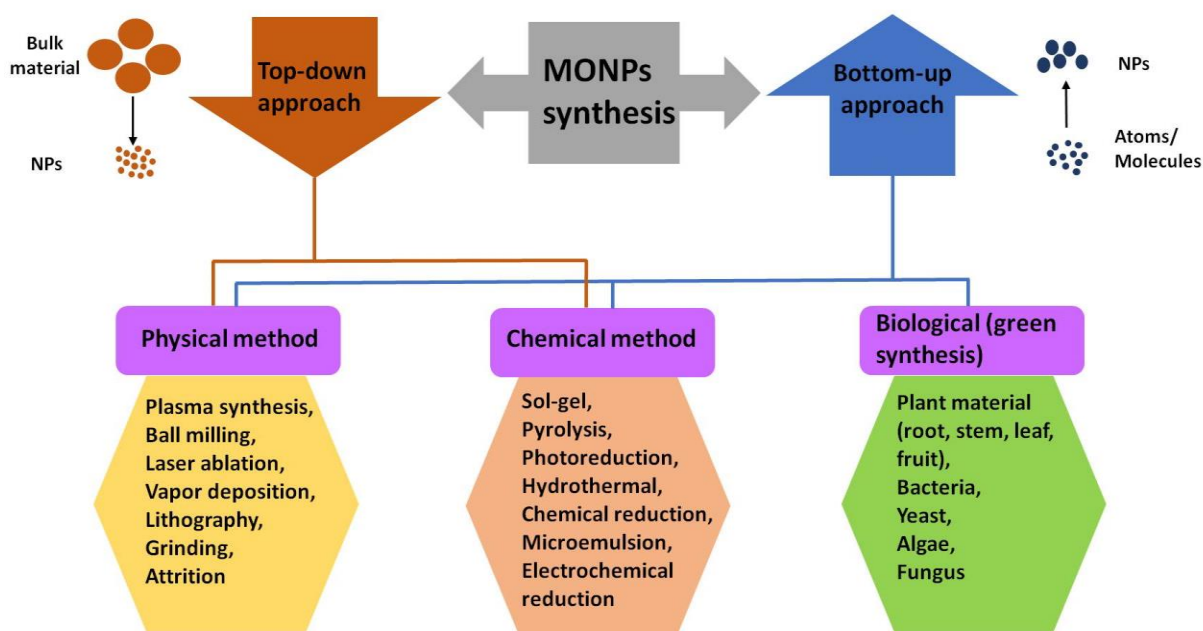 Bulk
material
NPs
Top-down
approach
MONPs
synthesis
Bottom-up
approach
NPs
Atoms/
Molecules
Physical method
Chemical method
Biological (green
synthesis)
Plasma synthesis,
Ball milling,
Laser ablation,
Vapor deposition,
Lithography,
Grinding,
Attrition
Sol-gel,
Pyrolysis,
Photoreduction,
Hydrothermal,
Chemical reduction,
Microemulsion,
Electrochemical
reduction
Plant material
(root, stem, leaf,
fruit),
Bacteria,
Yeast,
Algae,
Fungus